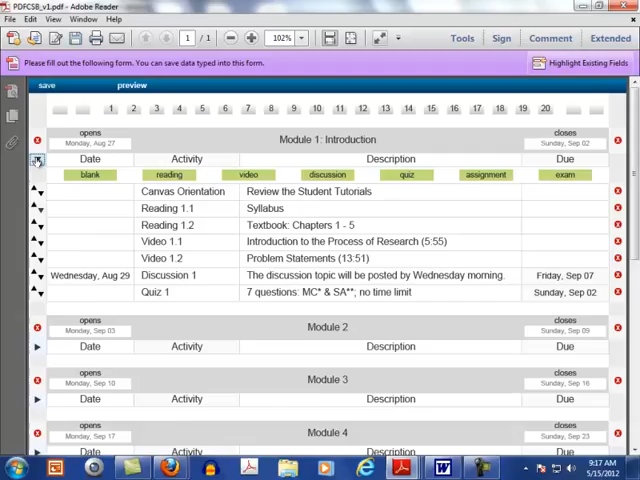 PDFCSB_v1.pdf - Adobe Reader
File Edit View Window Help
1 / 1 102% Tools Sign Comment Extended
Please fill out the following form. You can save data typed into this form. Highlight Existing Fields
save preview
1 2 3 4 5 6 7 8 9 10 11 12 13 14 15 16 17 18 19 20
opens closes
x Monday, Aug 27 Module 1: Introduction Sunday, Sep 02 x
Date Activity Description Due
blank reading video discussion quiz assignment exam
Canvas Orientation Review the Student Tutorials x
Reading 1.1 Syllabus x
Reading 1.2 Textbook: Chapters 1 - 5 x
Video 1.1 Introduction to the Process of Research (5:55) x
Video 1.2 Problem Statements (13:51) x
Wednesday, Aug 29 Discussion 1 The discussion topic will be posted by Wednesday morning. Friday, Sep 07 x
Quiz 1 7 questions: MC* & SA**; no time limit Sunday, Sep 02 x
opens closes
x Monday, Sep 03 Module 2 Sunday, Sep 09 x
Date Activity Description Due
opens closes
x Monday, Sep 10 Module 3 Sunday, Sep 16 x
Date Activity Description Due
opens closes
x Monday, Sep 17 Module 4 Sunday, Sep 23 x
Date Activity Description Due
9:17 AM
5/15/2012